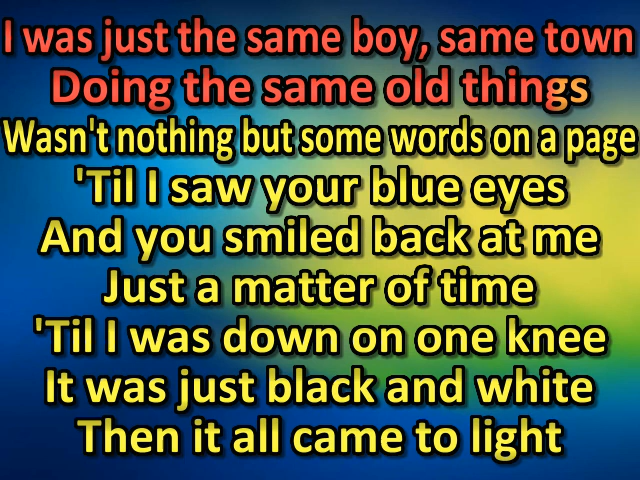 I was just the same boy, same town
Doing the same old things
Wasn't nothing but some words on a page
'Til I saw your blue eyes
And you smiled back at me
Just a matter of time
'Til I was down on one knee
It was just black and white
Then it all came to light